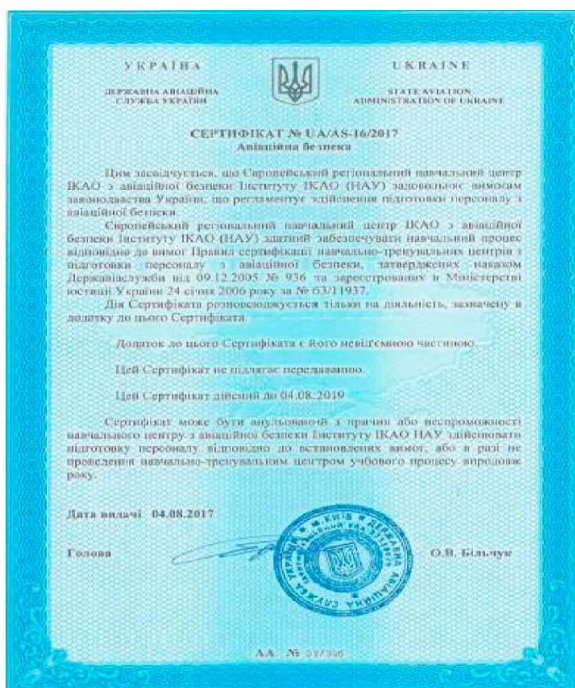 УКРАЇНА
UKRAINE
ДЕРЖАВНА АВІАЦІЙНА
СЛУЖБА УКРАЇНИ
STATE AVIATION
ADMINISTRATION OF UKRAINE
СЕРТИФІКАТ № UA/AS-16/2017
Авіаційна безпека
Цим засвідчується, що Європейський регіональний навчальний центр
ІКАО з авіаційної безпеки Інституту ІКАО (НАУ) задовольняє вимогам
законодавства України, що регламентує здійснення підготовки персоналу з
авіаційної безпеки.
Європейський регіональний навчальний центр ІКАО з авіаційної
безпеки Інституту ІКАО (НАУ) здатний забезпечувати навчальний процес
відповідно до вимог Правил сертифікації навчально-тренувальних центрів з
підготовки персоналу з авіаційної безпеки, затверджених наказом
Державіаслужби від 09.12.2005 № 936 та зареєстрованих в Міністерстві
юстиції України 24 січня 2006 року за № 63/11937.
Дія Сертифіката розповсюджується тільки на діяльність, зазначену в
додатку до цього Сертифіката.
Додаток до цього Сертифіката є його невід'ємною частиною.
Цей Сертифікат не підлягає передаванню.
Цей Сертифікат дійсний до 04.08.2019
Сертифікат може бути анульований з причин або неспроможності
навчального центру з авіаційної безпеки Інституту ІКАО НАУ здійснювати
підготовку персоналу відповідно до встановлених вимог, або в разі не
проведення навчально-тренувальним центром учбового процесу впродовж
року.
Дата видачі 04.08.2017
Голова
О.В. Більчук
М.КИЇВ ДЕРЖАВНА АВІАЦІЙНА СЛУЖБА УКРАЇНИ
АА №